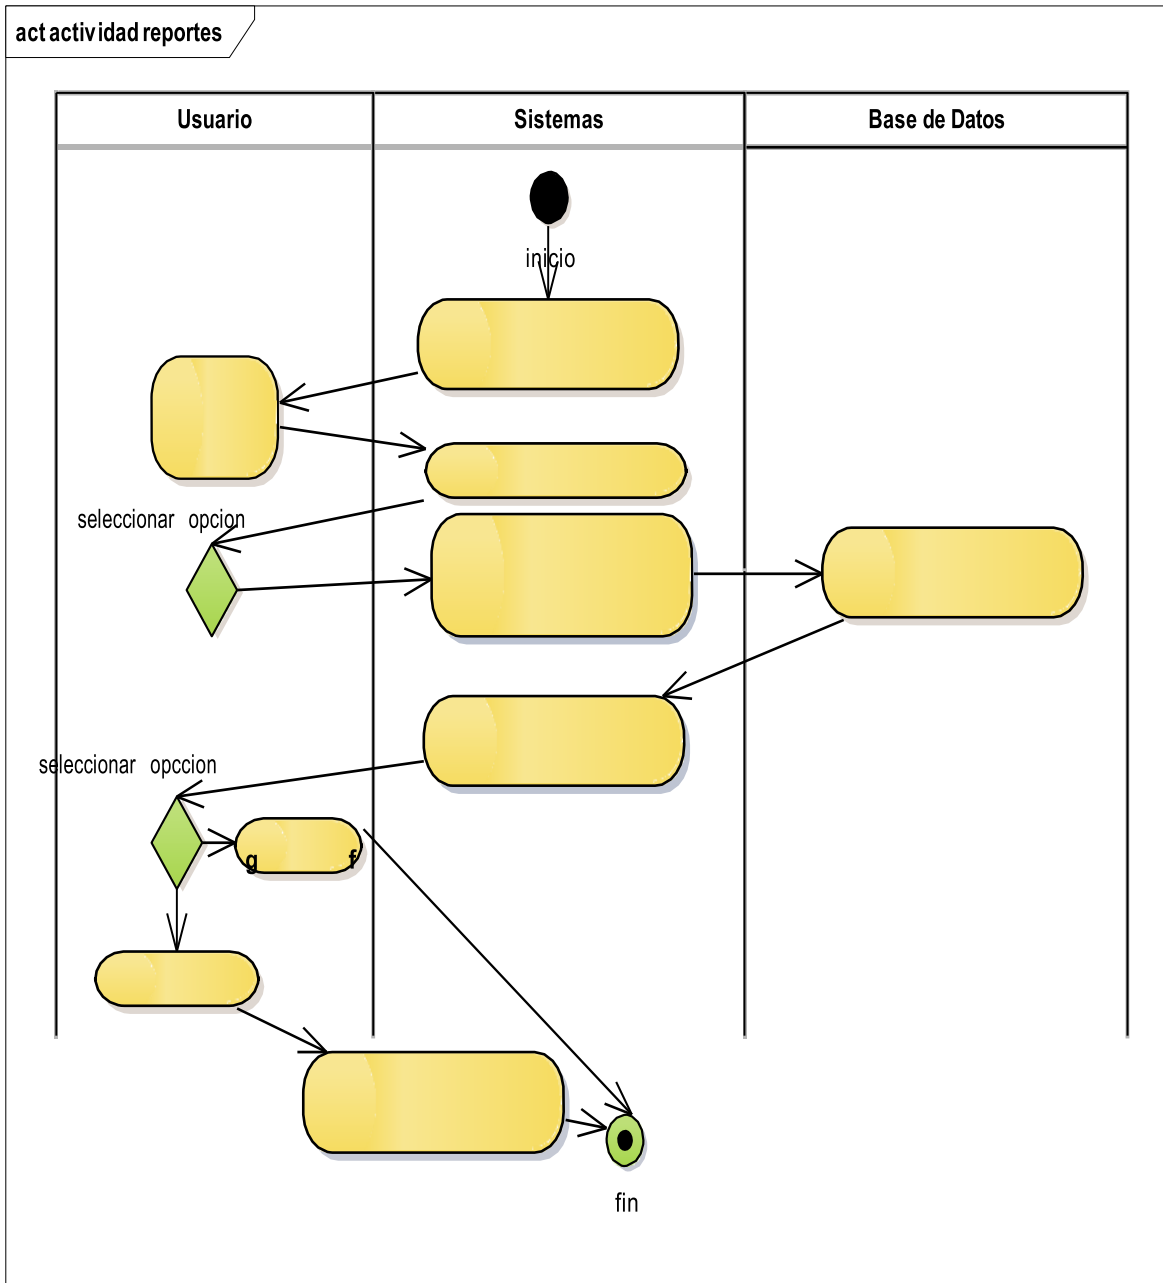 act actividad reportes
Usuario
Sistemas
Base de Datos
inicio
seleccionar opcion
seleccionar opccion
g f
fin